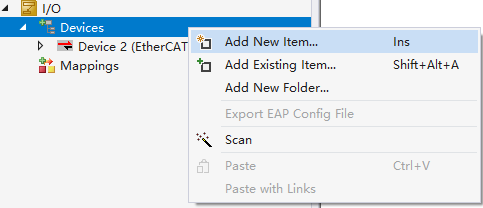 I/O
Devices
Device 2 (EtherCAT
Mappings
Add New Item... Ins
Add Existing Item... Shift+Alt+A
Add New Folder...
Export EAP Config File
Scan
Paste Ctrl+V
Paste with Links